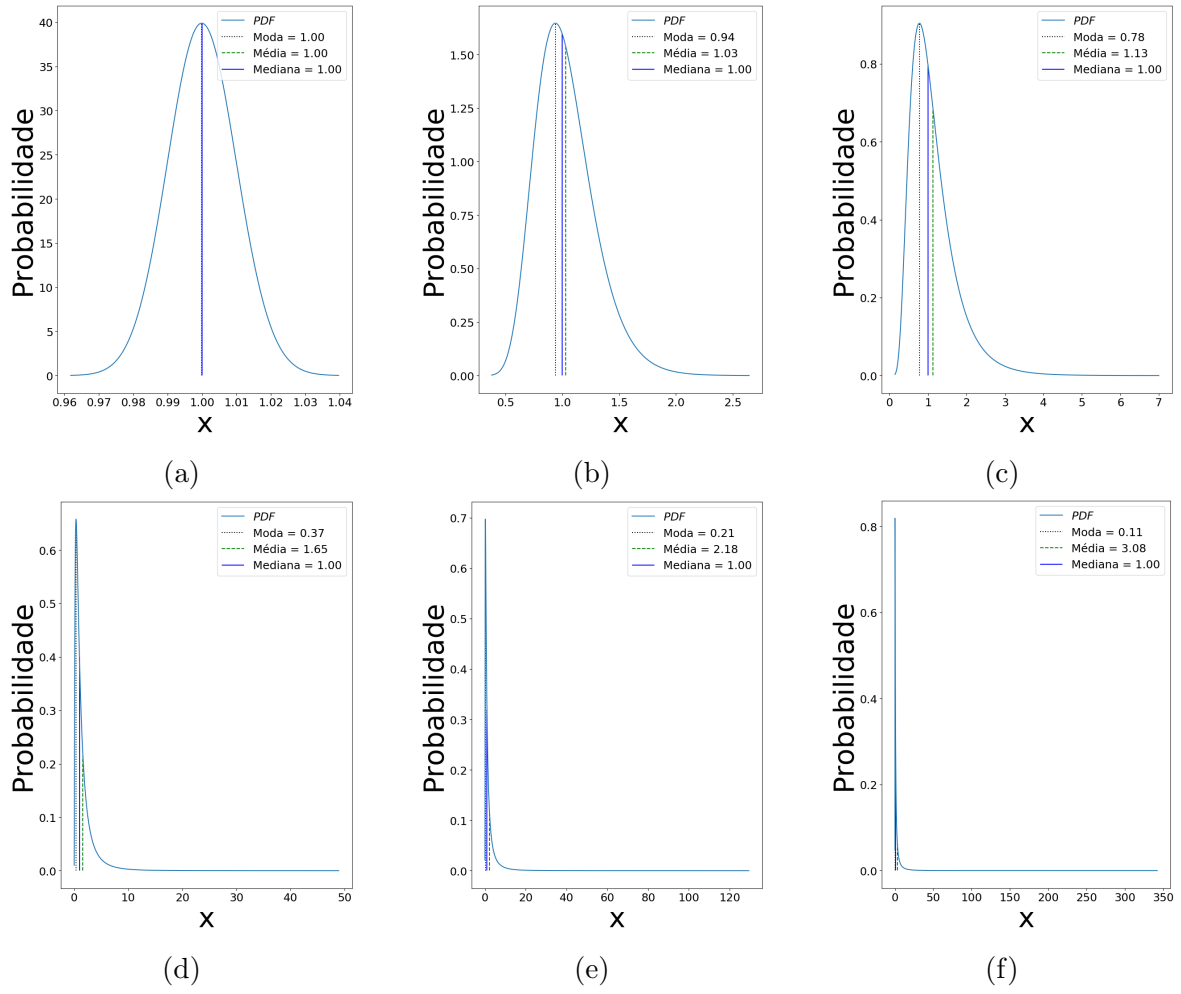 PDF
Moda = 1.00
Média = 1.00
Mediana = 1.00
Probabilidade
40
35
30
25
20
15
10
5
0
0.96 0.97 0.98 0.99 1.00 1.01 1.02 1.03 1.04
x
(a)
PDF
Moda = 0.94
Média = 1.03
Mediana = 1.00
Probabilidade
1.50
1.25
1.00
0.75
0.50
0.25
0.00
0.5 1.0 1.5 2.0 2.5
x
(b)
PDF
Moda = 0.78
Média = 1.13
Mediana = 1.00
Probabilidade
0.8
0.6
0.4
0.2
0.0
0 1 2 3 4 5 6 7
x
(c)
PDF
Moda = 0.37
Média = 1.65
Mediana = 1.00
Probabilidade
0.6
0.5
0.4
0.3
0.2
0.1
0.0
0 10 20 30 40 50
x
(d)
PDF
Moda = 0.21
Média = 2.18
Mediana = 1.00
Probabilidade
0.7
0.6
0.5
0.4
0.3
0.2
0.1
0.0
0 20 40 60 80 100 120
x
(e)
PDF
Moda = 0.11
Média = 3.08
Mediana = 1.00
Probabilidade
0.8
0.6
0.4
0.2
0.0
0 50 100 150 200 250 300 350
x
(f)